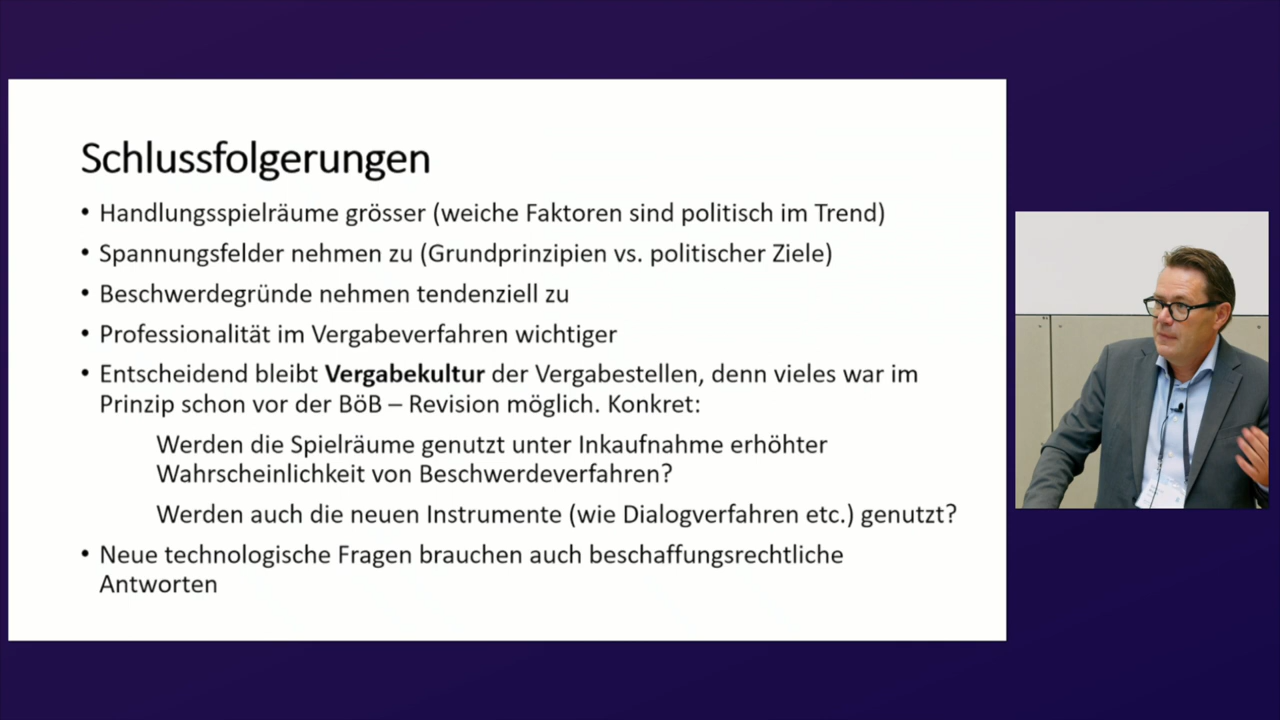 Schlussfolgerungen
• Handlungsspielräume grösser (weiche Faktoren sind politisch im Trend)
• Spannungsfelder nehmen zu (Grundprinzipien vs. politischer Ziele)
• Beschwerdegründe nehmen tendenziell zu
• Professionalität im Vergabeverfahren wichtiger
• Entscheidend bleibt Vergabekultur der Vergabestellen, denn vieles war im
Prinzip schon vor der BöB – Revision möglich. Konkret:
Werden die Spielräume genutzt unter Inkaufnahme erhöhter
Wahrscheinlichkeit von Beschwerdeverfahren?
Werden auch die neuen Instrumente (wie Dialogverfahren etc.) genutzt?
• Neue technologische Fragen brauchen auch beschaffungsrechtliche
Antworten